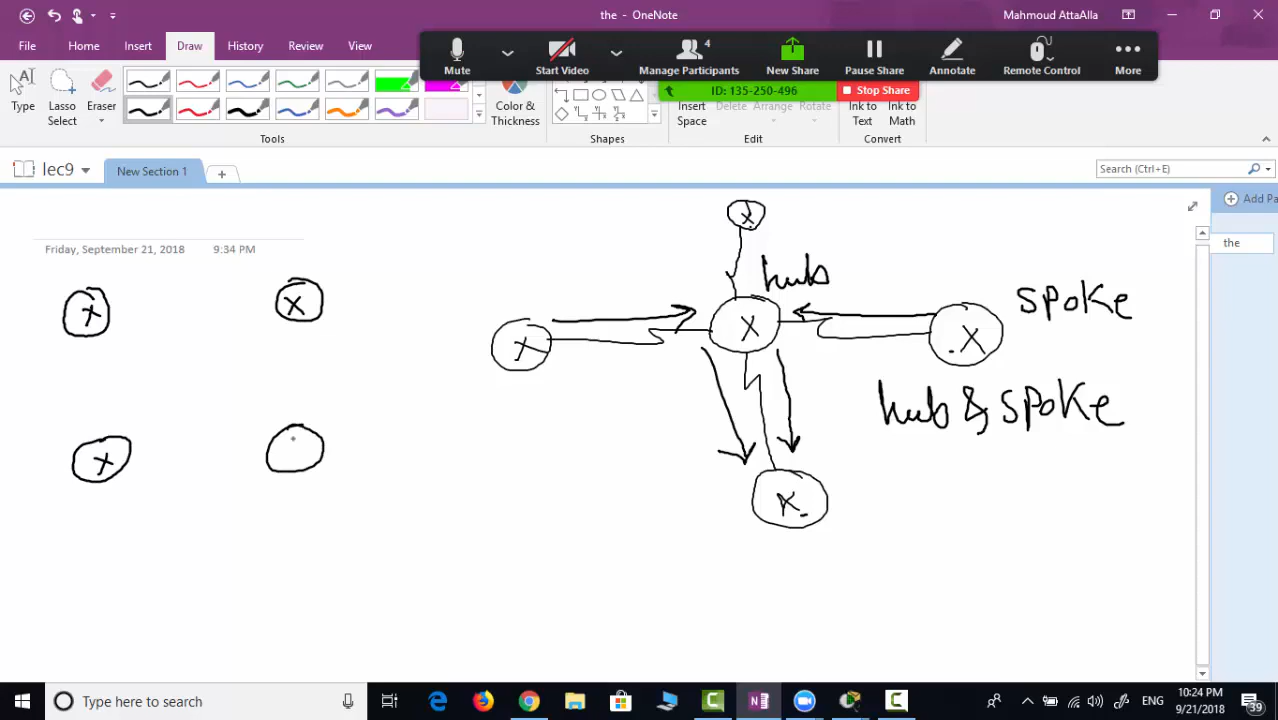 the - OneNote
Mahmoud AttaAlla
File Home Insert Draw History Review View
Mute Start Video Manage Participants 4 New Share Pause Share Annotate Remote Control More
ID: 135-250-496 Stop Share
Type Lasso Select Eraser Color & Thickness Insert Space Delete Arrange Rotate Ink to Text Ink to Math
Tools Shapes Edit Convert
lec9 New Section 1
Search (Ctrl+E)
Add Pa
the
Friday, September 21, 2018 9:34 PM
X
hub
X X spoke
X X .X
hub & spoke
X
X.
Type here to search
ENG
10:24 PM
9/21/2018
39